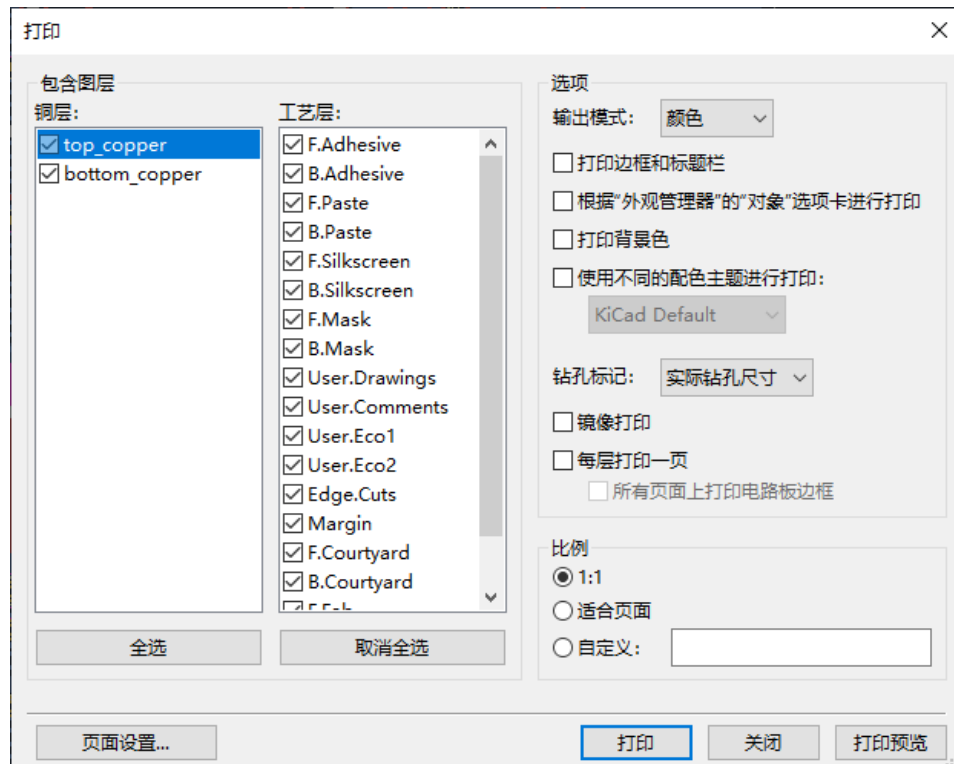 打印
包含图层
铜层:
top_copper
bottom_copper
工艺层:
F.Adhesive
B.Adhesive
F.Paste
B.Paste
F.Silkscreen
B.Silkscreen
F.Mask
B.Mask
User.Drawings
User.Comments
User.Eco1
User.Eco2
Edge.Cuts
Margin
F.Courtyard
B.Courtyard
全选
取消全选
选项
输出模式:
颜色
打印边框和标题栏
根据“外观管理器”的“对象”选项卡进行打印
打印背景色
使用不同的配色主题进行打印:
KiCad Default
钻孔标记:
实际钻孔尺寸
镜像打印
每层打印一页
所有页面上打印电路板边框
比例
1:1
适合页面
自定义:
页面设置...
打印
关闭
打印预览